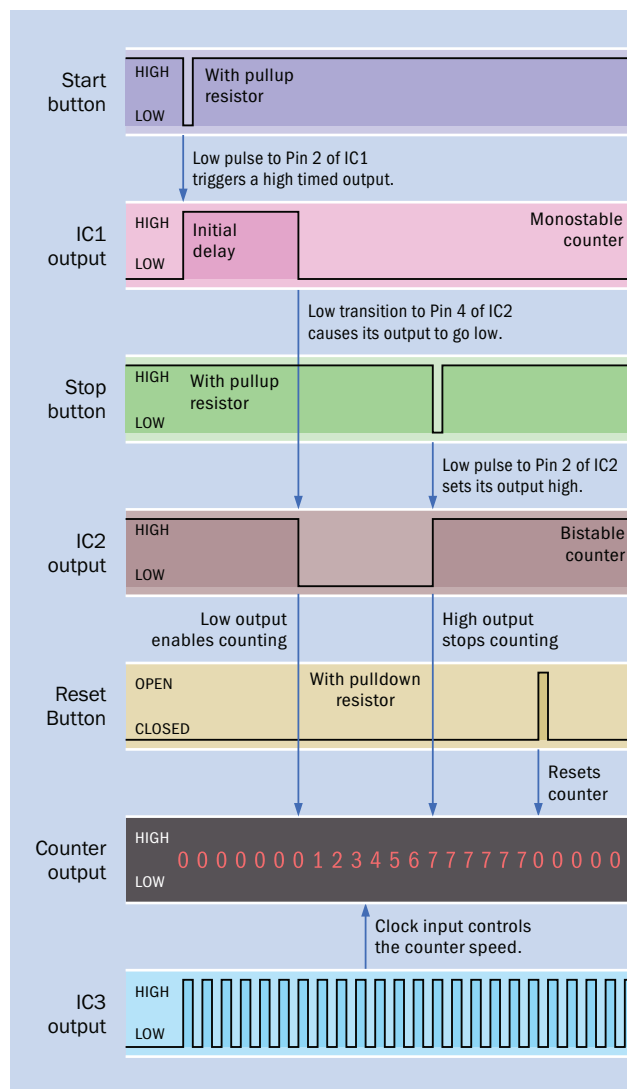 Start
button
HIGH
LOW
With pullup
resistor
Low pulse to Pin 2 of IC1
triggers a high timed output.
IC1
output
HIGH
LOW
Initial
delay
Monostable
counter
Low transition to Pin 4 of IC2
causes its output to go low.
Stop
button
HIGH
LOW
With pullup
resistor
Low pulse to Pin 2 of IC2
sets its output high.
IC2
output
HIGH
LOW
Bistable
counter
Low output
enables counting
High output
stops counting
Reset
Button
OPEN
CLOSED
With pulldown
resistor
Resets
counter
Counter
output
HIGH
0 0 0 0 0 0 0 1 2 3 4 5 6 7 7 7 7 7 7 0 0 0 0 0
LOW
Clock input controls
the counter speed.
IC3
output
HIGH
LOW